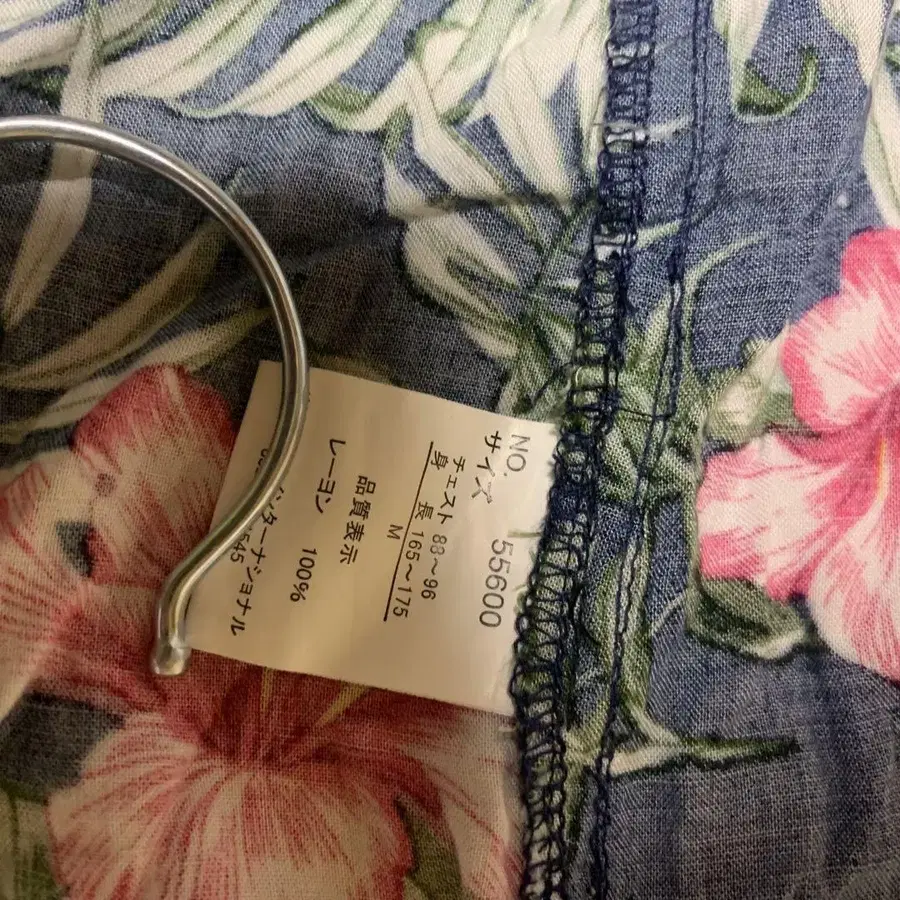 NO. 55600
サイズ
チェスト 88～96
身 長 165～175
M
品質表示
レーヨン 100%
ターナショナル
545